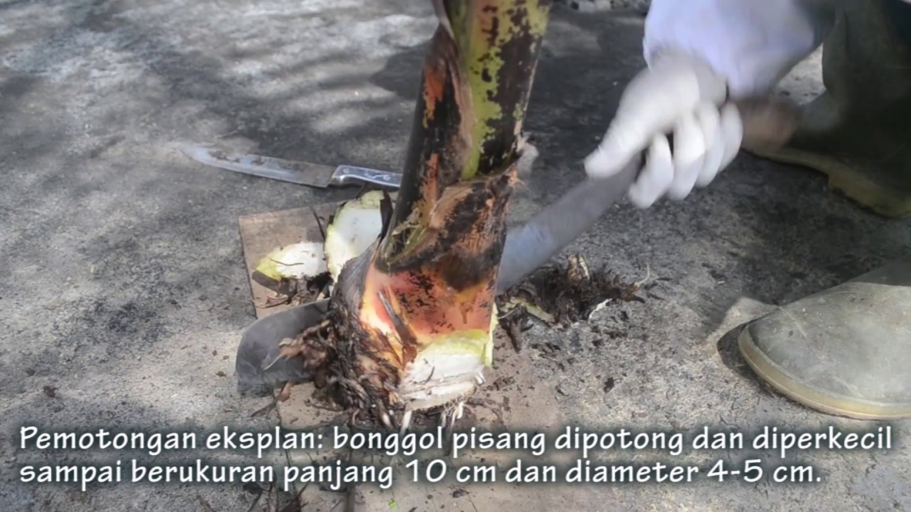 Pemotongan eksplan: bonggol pisang dipotong dan diperkecil
sampai berukuran panjang 10 cm dan diameter 4-5 cm.